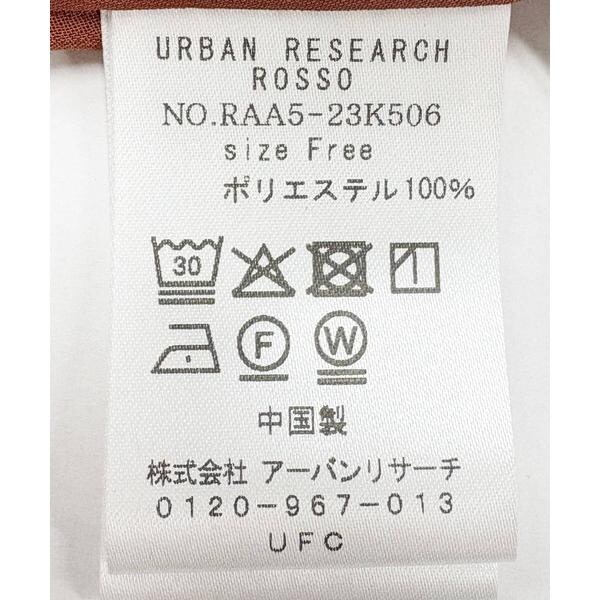 URBAN RESEARCH
ROSSO
NO.RAA5-23K506
size Free
ポリエステル100%
30
F W
中国製
株式会社 アーバンリサーチ
0120-967-013
UFC